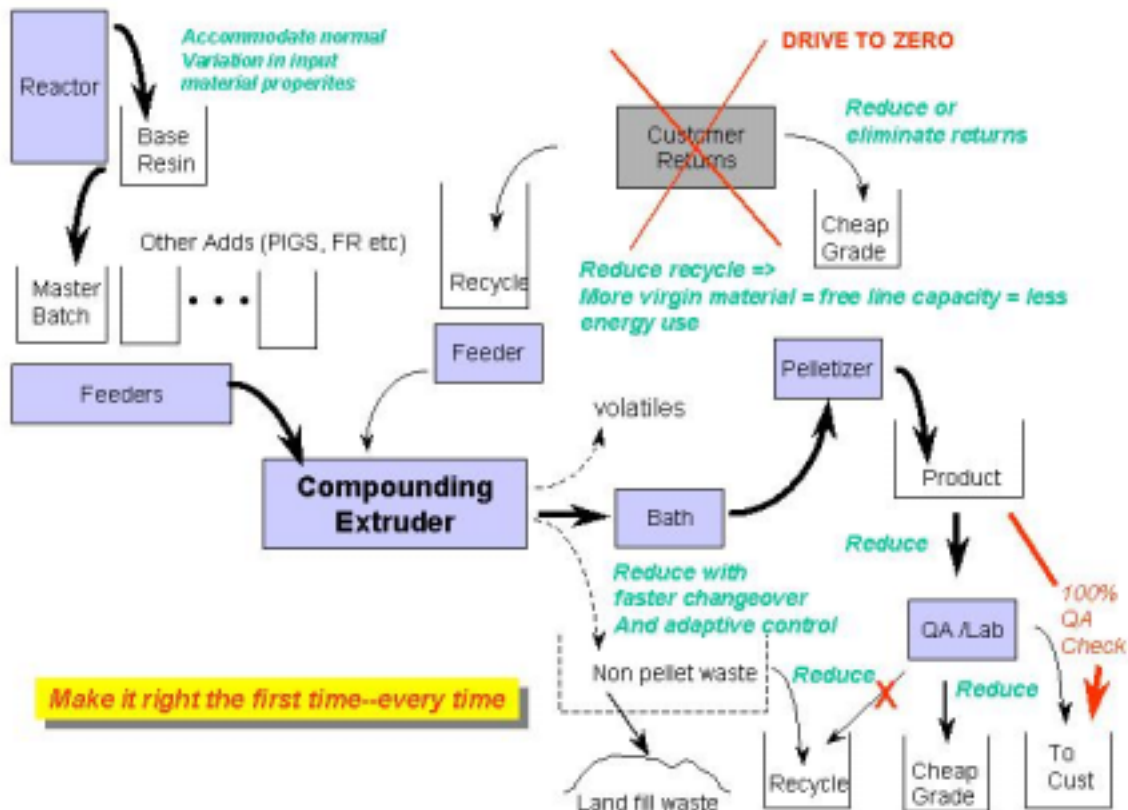 Reactor
Accommodate normal
Variation in input
material properites
Base
Resin
DRIVE TO ZERO
Customer
Returns
Reduce or
eliminate returns
Cheap
Grade
Other Adds (PIGS, FR etc)
Master
Batch
Recycle
Reduce recycle =>
More virgin material = free line capacity = less
energy use
Feeders
Feeder
Pelletizer
volatiles
Compounding
Extruder
Bath
Product
Reduce
Reduce with
faster changeover
And adaptive control
QA /Lab
100%
QA
Check
Non pellet waste
Reduce
X
Reduce
Make it right the first time--every time
Land fill waste
Recycle
Cheap
Grade
To
Cust